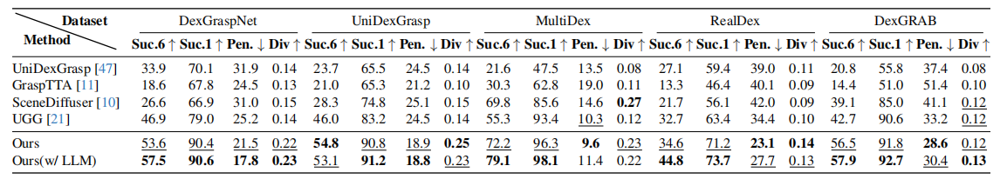 Dataset DexGraspNet UniDexGrasp MultiDex RealDex DexGRAB
Method Suc.6 ↑ Suc.1 ↑ Pen. ↓ Div ↑ Suc.6 ↑ Suc.1 ↑ Pen. ↓ Div ↑ Suc.6 ↑ Suc.1 ↑ Pen. ↓ Div ↑ Suc.6 ↑ Suc.1 ↑ Pen. ↓ Div ↑ Suc.6 ↑ Suc.1 ↑ Pen. ↓ Div ↑
UniDexGrasp [47] 33.9 70.1 31.9 0.14 23.7 65.5 24.5 0.14 21.6 47.5 13.5 0.08 27.1 59.4 39.0 0.11 20.8 55.8 37.4 0.08
GraspTTA [11] 18.6 67.8 24.5 0.13 21.0 65.3 21.2 0.10 30.3 62.8 19.0 0.11 13.3 46.4 40.1 0.09 14.4 51.0 51.4 0.10
SceneDiffuser [10] 26.6 66.9 31.0 0.15 28.3 74.8 25.1 0.15 69.8 85.6 14.6 0.27 21.7 56.1 42.0 0.09 39.1 85.0 41.1 0.12
UGG [21] 46.9 79.0 25.2 0.14 46.0 83.2 24.5 0.14 55.3 93.4 10.3 0.12 32.7 63.4 34.4 0.10 42.7 90.6 33.2 0.12
Ours 53.6 90.4 21.5 0.22 54.8 90.8 18.9 0.25 72.2 96.3 9.6 0.23 34.6 71.2 23.1 0.14 56.5 91.8 28.6 0.12
Ours(w/ LLM) 57.5 90.6 17.8 0.23 53.1 91.2 18.8 0.23 79.1 98.1 11.4 0.22 44.8 73.7 27.7 0.13 57.9 92.7 30.4 0.13